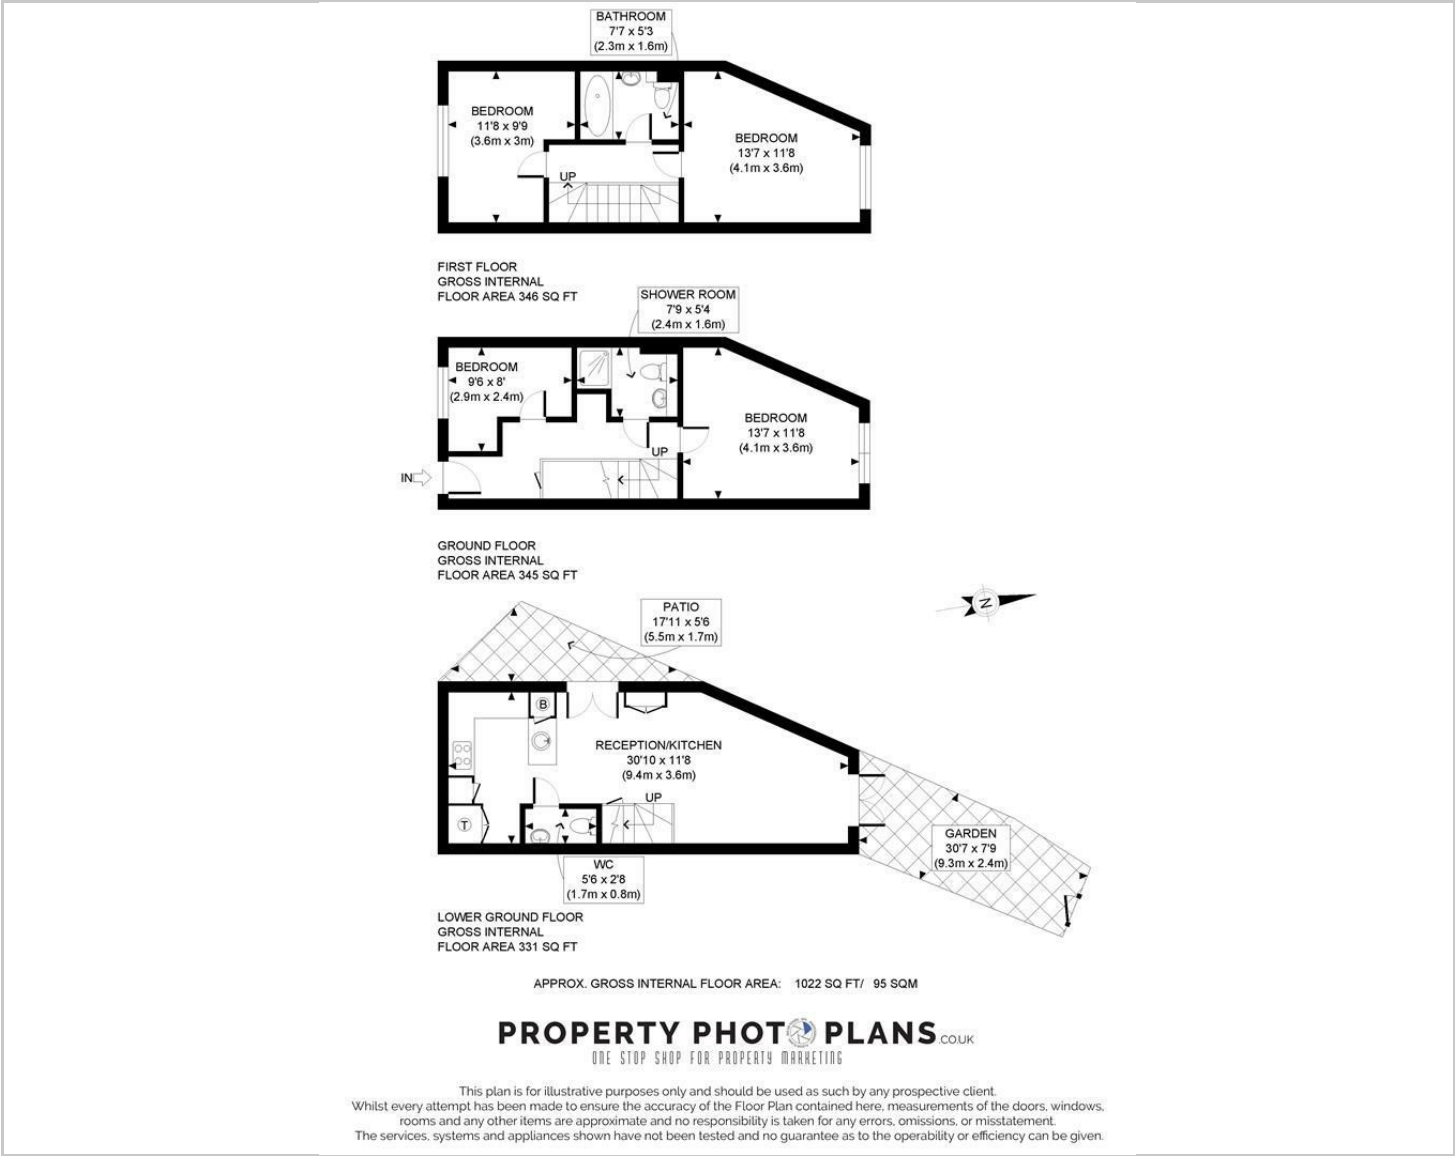 BATHROOM
7'7 x 5'3
(2.3m x 1.6m)
BEDROOM
11'8 x 9'9
(3.6m x 3m)
BEDROOM
13'7 x 11'8
(4.1m x 3.6m)
UP
FIRST FLOOR
GROSS INTERNAL
FLOOR AREA 346 SQ FT
SHOWER ROOM
7'9 x 5'4
(2.4m x 1.6m)
BEDROOM
9'6 x 8'
(2.9m x 2.4m)
BEDROOM
13'7 x 11'8
(4.1m x 3.6m)
UP
IN
GROUND FLOOR
GROSS INTERNAL
FLOOR AREA 345 SQ FT
N
PATIO
17'11 x 5'6
(5.5m x 1.7m)
B
RECEPTION/KITCHEN
30'10 x 11'8
(9.4m x 3.6m)
UP
T
GARDEN
30'7 x 7'9
(9.3m x 2.4m)
WC
5'6 x 2'8
(1.7m x 0.8m)
LOWER GROUND FLOOR
GROSS INTERNAL
FLOOR AREA 331 SQ FT
APPROX. GROSS INTERNAL FLOOR AREA: 1022 SQ FT/ 95 SQM
PROPERTY PHOTO PLANS.CO.UK
ONE STOP SHOP FOR PROPERTY MARKETING
This plan is for illustrative purposes only and should be used as such by any prospective client.
Whilst every attempt has been made to ensure the accuracy of the Floor Plan contained here, measurements of the doors, windows,
rooms and any other items are approximate and no responsibility is taken for any errors, omissions, or misstatement.
The services, systems and appliances shown have not been tested and no guarantee as to the operability or efficiency can be given.